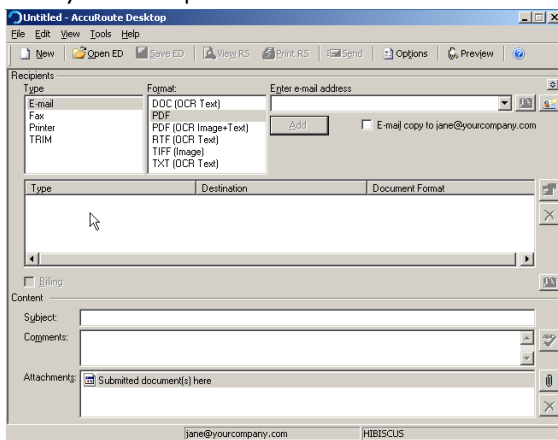 Untitled - AccuRoute Desktop
File Edit View Tools Help
New Open ED Save ED View RS Print RS Send Options Preview
Recipients
Type Format: Enter e-mail address
E-mail DOC (OCR Text)
Fax PDF
Printer PDF (OCR Image+Text)
TRIM RTF (OCR Text)
TIFF (Image)
TXT (OCR Text)
Add E-mail copy to jane@yourcompany.com
Type Destination Document Format
Billing
Content
Subject:
Comments:
Attachments: Submitted document(s) here
jane@yourcompany.com HIBISCUS